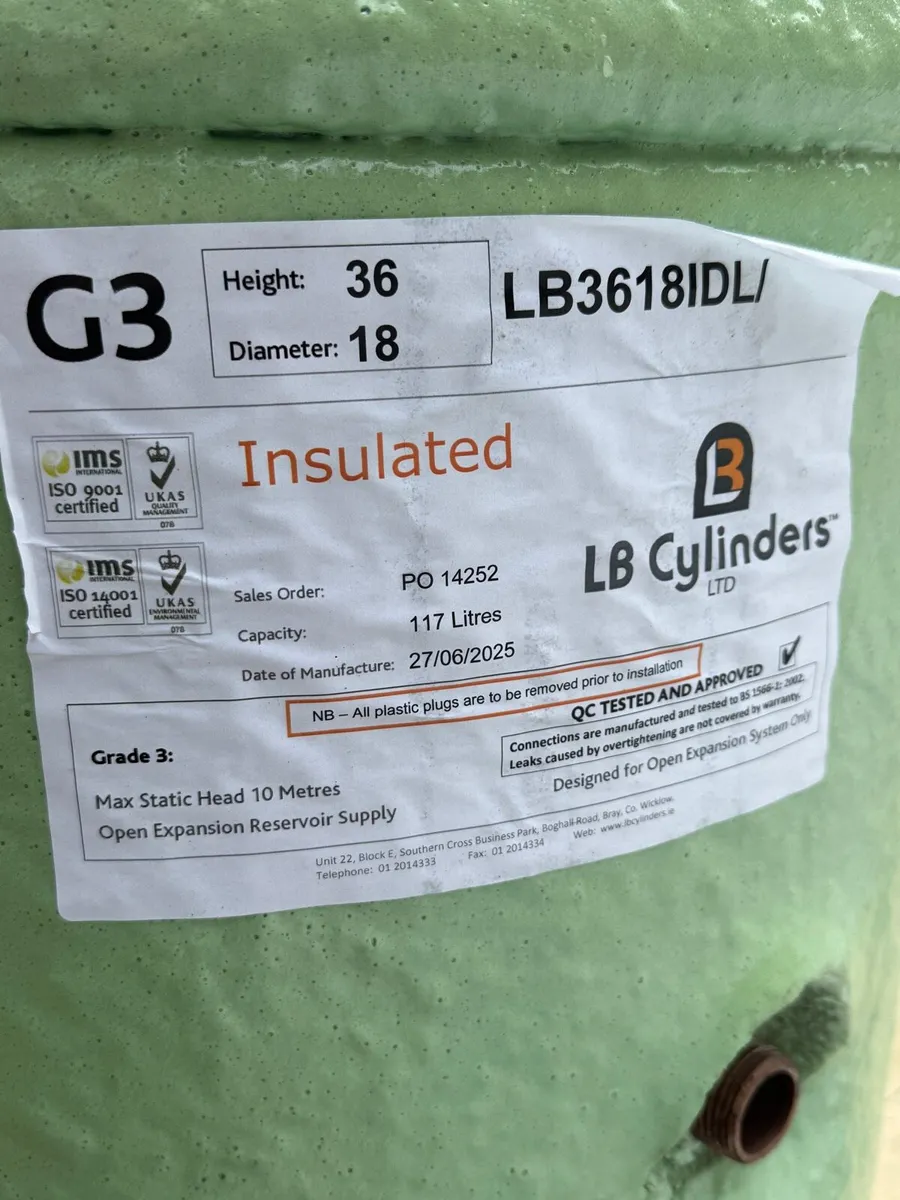 G3
Height: 36
Diameter: 18
LB3618IDL/
IMS
INTERNATIONAL
ISO 9001
certified
UKAS
QUALITY
MANAGEMENT
078
Insulated
LB
LB Cylinders™
LTD
IMS
INTERNATIONAL
ISO 14001
certified
UKAS
ENVIRONMENTAL
MANAGEMENT
078
Sales Order: PO 14252
Capacity: 117 Litres
Date of Manufacture: 27/06/2025
NB – All plastic plugs are to be removed prior to installation
QC TESTED AND APPROVED ✓
Connections are manufactured and tested to BS 1566-1: 2002.
Leaks caused by overtightening are not covered by warranty.
Designed for Open Expansion System Only
Grade 3:
Max Static Head 10 Metres
Open Expansion Reservoir Supply
Unit 22, Block E, Southern Cross Business Park, Boghall Road, Bray, Co. Wicklow.
Telephone: 01 2014333 Fax: 01 2014334 Web: www.lbcylinders.ie